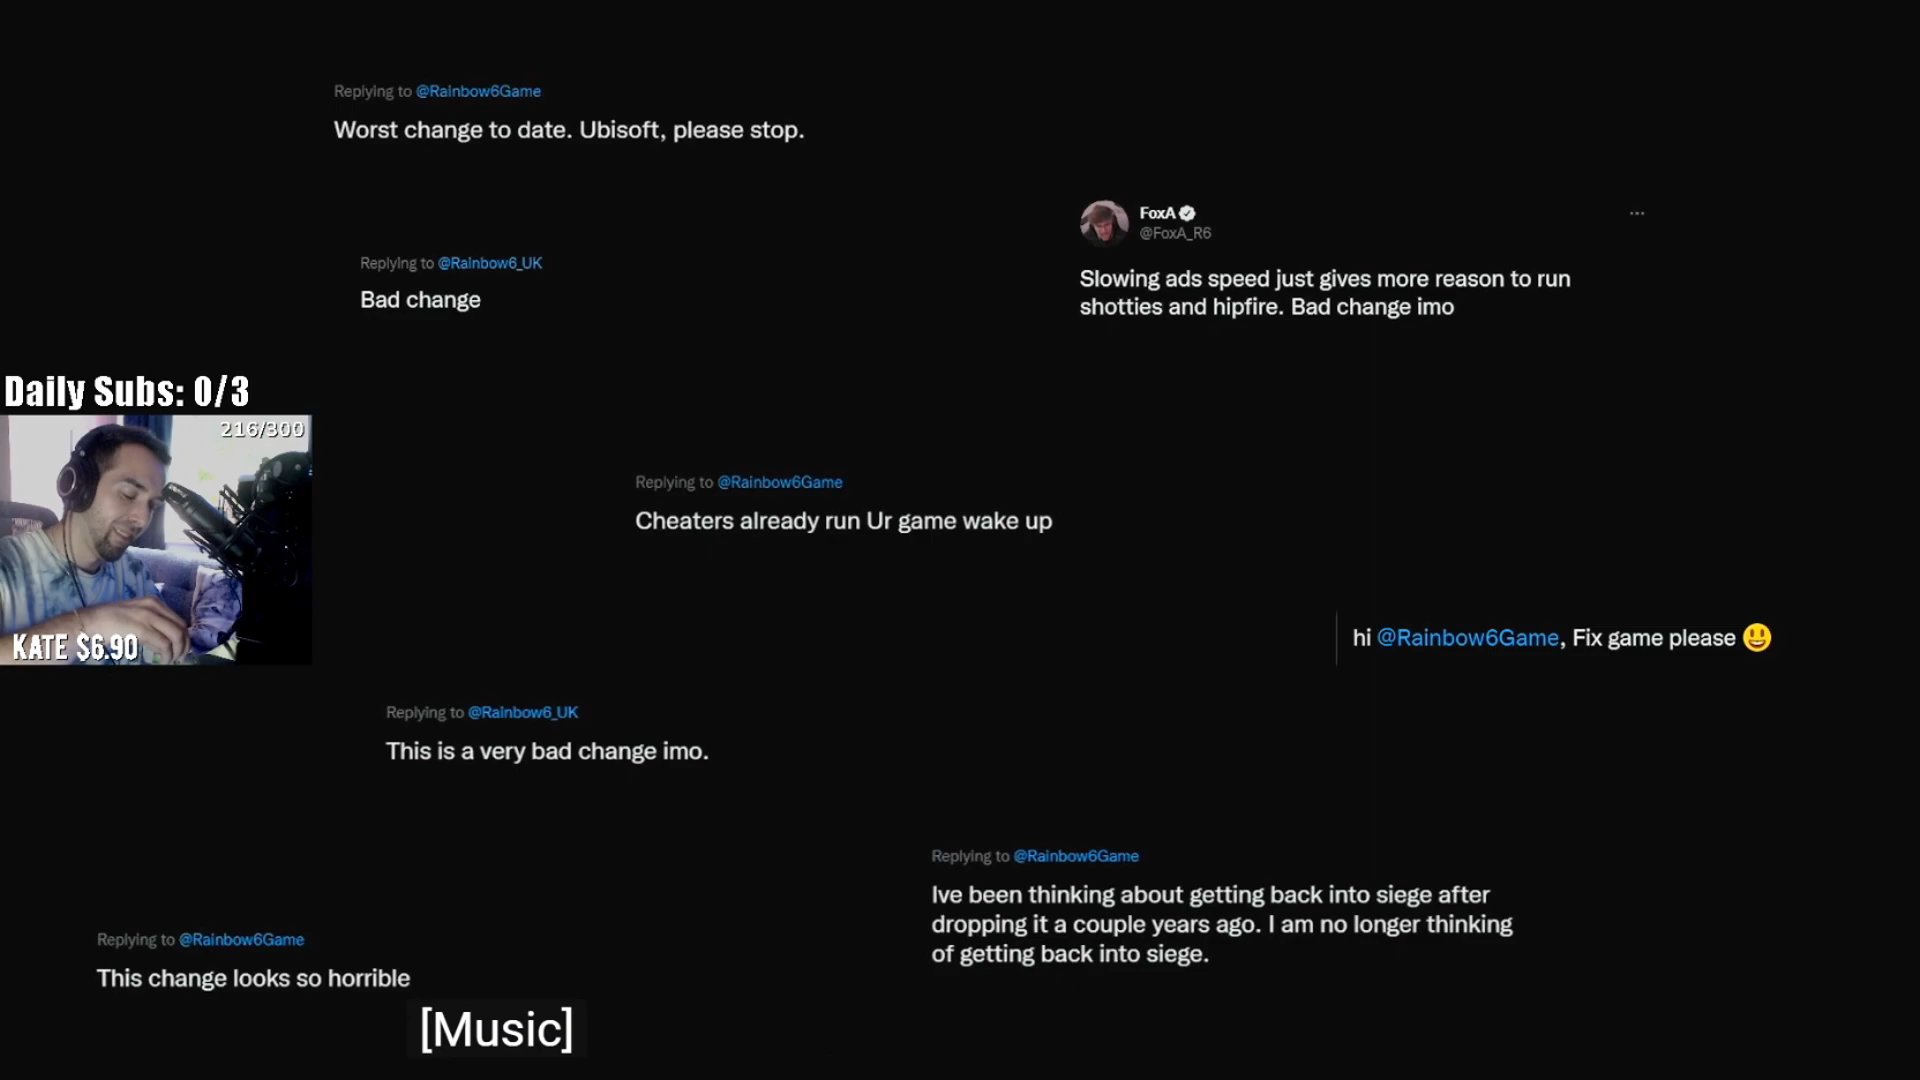 Replying to @Rainbow6Game
Worst change to date. Ubisoft, please stop.
FoxA
@FoxA_R6
...
Slowing ads speed just gives more reason to run
shotties and hipfire. Bad change imo
Replying to @Rainbow6_UK
Bad change
Daily Subs: 0/3
216/300
KATE $6.90
Replying to @Rainbow6Game
Cheaters already run Ur game wake up
hi @Rainbow6Game, Fix game please 😃
Replying to @Rainbow6_UK
This is a very bad change imo.
Replying to @Rainbow6Game
Ive been thinking about getting back into siege after
dropping it a couple years ago. I am no longer thinking
of getting back into siege.
Replying to @Rainbow6Game
This change looks so horrible
[Music]